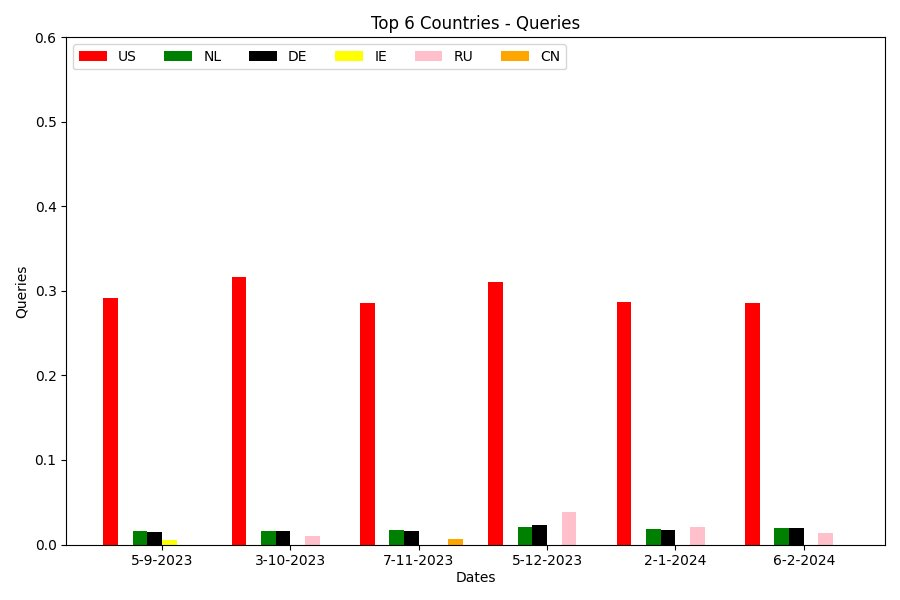 Top 6 Countries - Queries
US NL DE IE RU CN
0.6
0.5
0.4
0.3
0.2
0.1
0.0
Queries
5-9-2023 3-10-2023 7-11-2023 5-12-2023 2-1-2024 6-2-2024
Dates